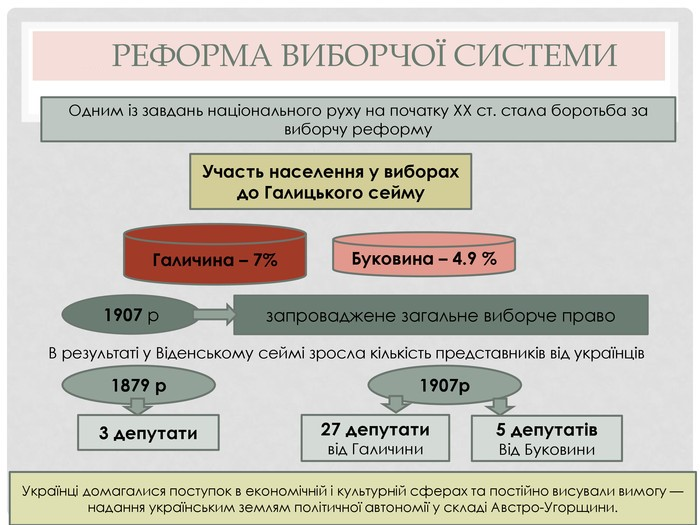 РЕФОРМА ВИБОРЧОЇ СИСТЕМИ
Одним із завдань національного руху на початку ХХ ст. стала боротьба за
виборчу реформу
Участь населення у виборах
до Галицького сейму
Галичина – 7%
Буковина – 4.9 %
1907 р
запроваджене загальне виборче право
В результаті у Віденському сеймі зросла кількість представників від українців
1879 р
1907р
3 депутати
27 депутати
від Галичини
5 депутатів
Від Буковини
Українці домагалися поступок в економічній і культурній сферах та постійно висували вимогу —
надання українським землям політичної автономії у складі Австро-Угорщини.